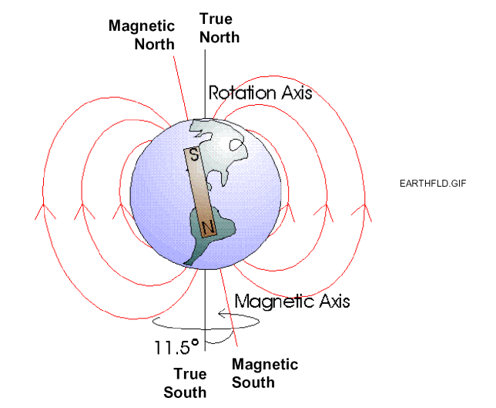 Magnetic
North
True
North
Rotation Axis
S
EARTHFLD.GIF
N
Magnetic Axis
11.5°
True
South
Magnetic
South